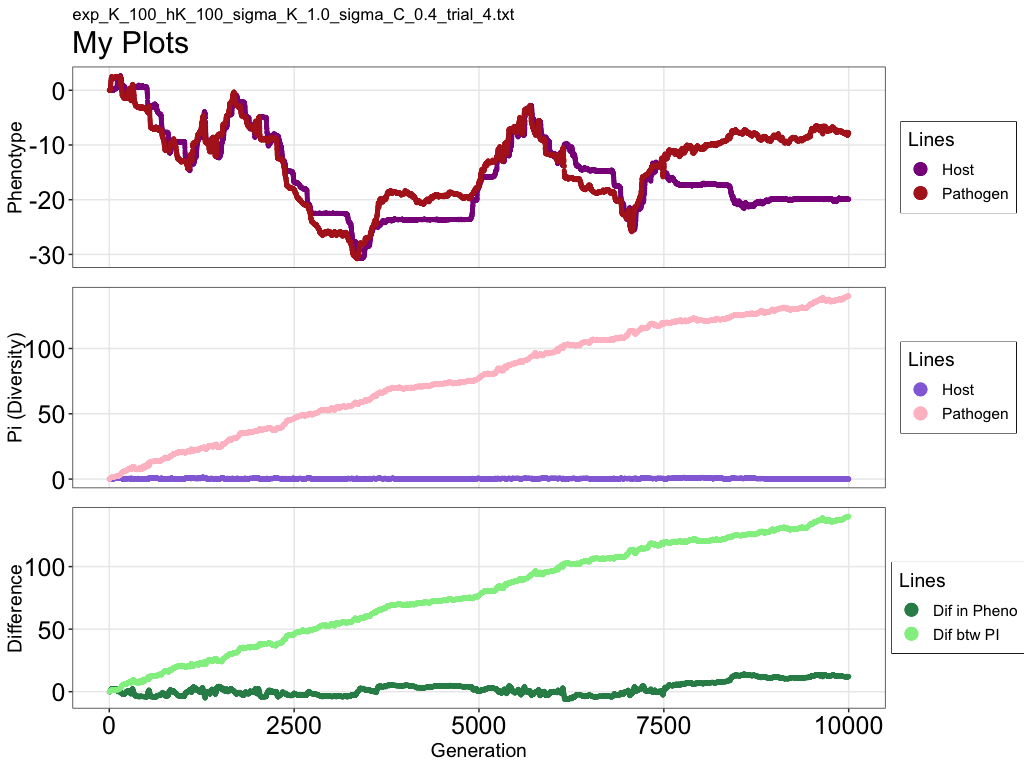 exp_K_100_hK_100_sigma_K_1.0_sigma_C_0.4_trial_4.txt
My Plots
Phenotype
0
-10
-20
-30
Lines
Host
Pathogen
Pi (Diversity)
100
50
0
Lines
Host
Pathogen
Difference
100
50
0
Lines
Dif in Pheno
Dif btw PI
0 2500 5000 7500 10000
Generation